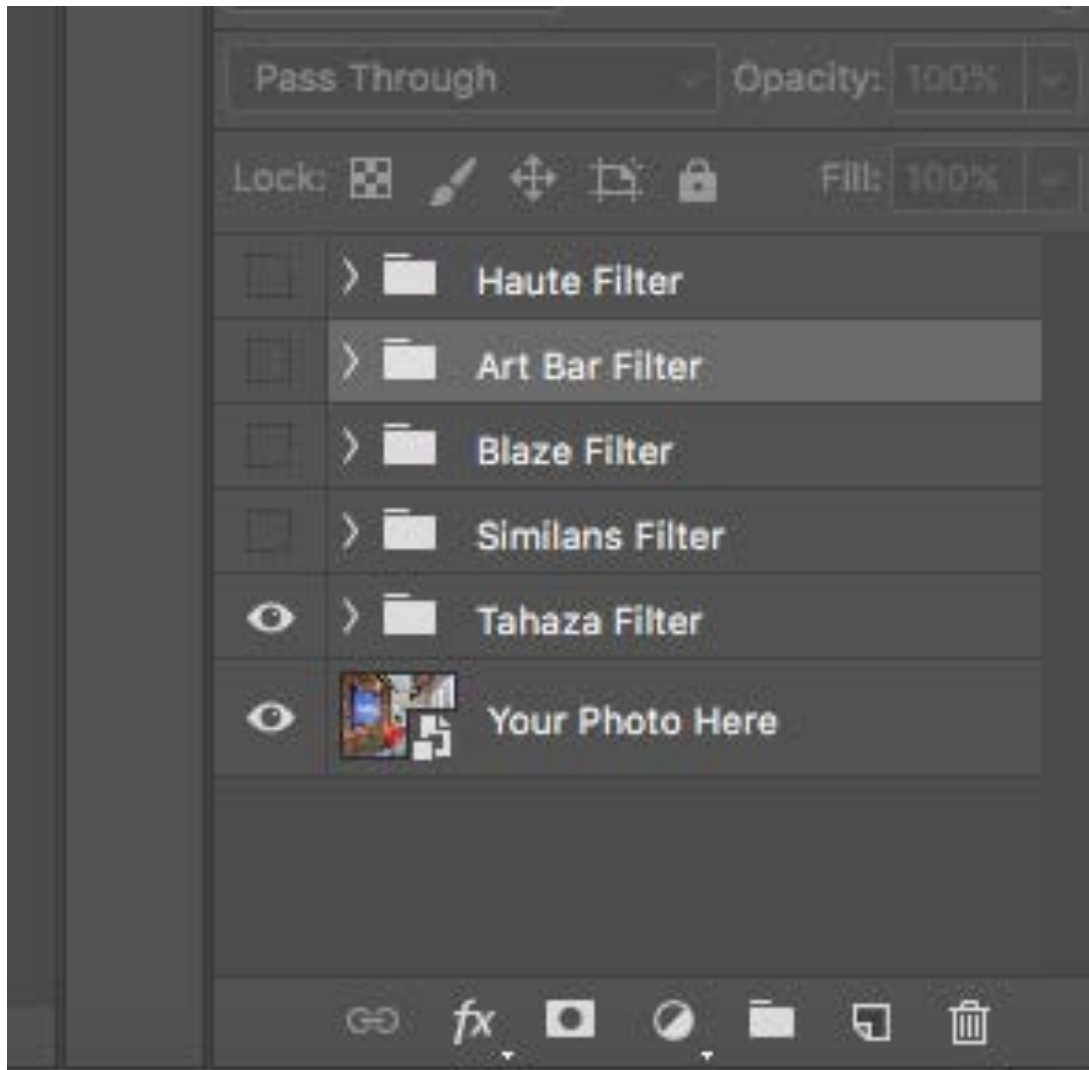 Pass Through Opacity: 100%
Lock: Fill: 100%
Haute Filter
Art Bar Filter
Blaze Filter
Similans Filter
Tahaza Filter
Your Photo Here
fx